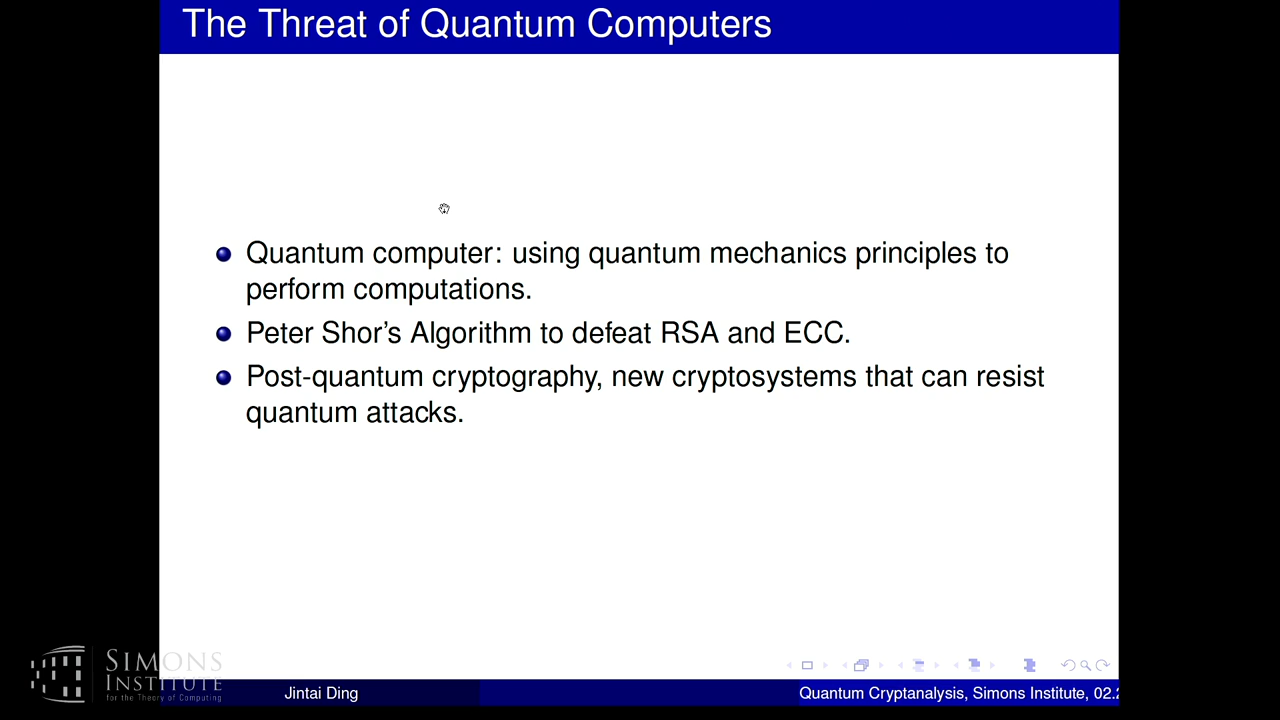 The Threat of Quantum Computers
Quantum computer: using quantum mechanics principles to
perform computations.
Peter Shor's Algorithm to defeat RSA and ECC.
Post-quantum cryptography, new cryptosystems that can resist
quantum attacks.
SIMONS
INSTITUTE
for the Theory of Computing
Jintai Ding
Quantum Cryptanalysis, Simons Institute, 02.2